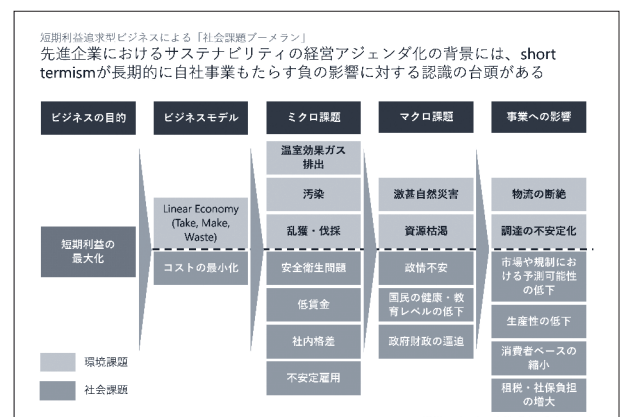 短期利益追求型ビジネスによる「社会課題ブーメラン」
先進企業におけるサステナビリティの経営アジェンダ化の背景には、short
termismが長期的に自社事業もたらす負の影響に対する認識の台頭がある
ビジネスの目的
ビジネスモデル
ミクロ課題
マクロ課題
事業への影響
短期利益の
最大化
Linear Economy
(Take, Make,
Waste)
コストの最小化
温室効果ガス
排出
汚染
乱獲・伐採
安全衛生問題
低賃金
社内格差
不安定雇用
激甚自然災害
資源枯渇
政情不安
国民の健康・教
育レベルの低下
政府財政の逼迫
物流の断絶
調達の不安定化
市場や規制にお
ける予測可能性
の低下
生産性の低下
消費者ベースの
縮小
租税・社保負担
の増大
環境課題
社会課題